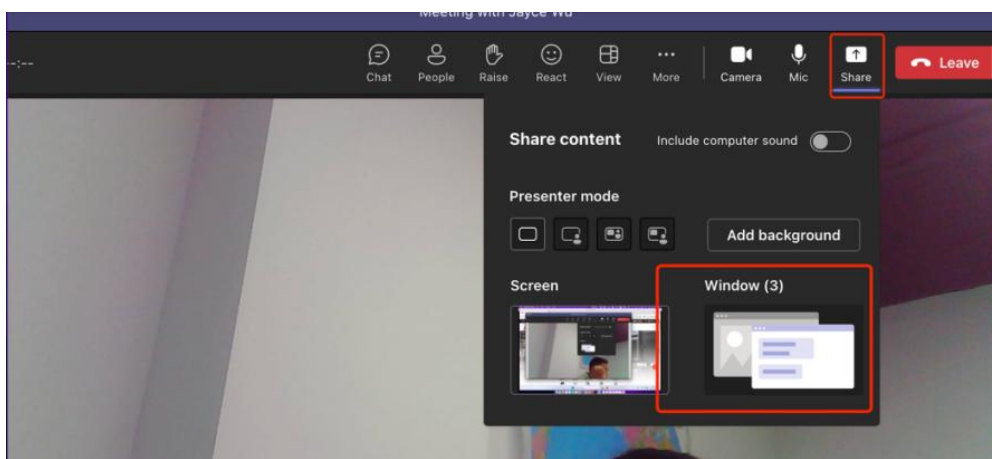 Meeting with Jayce Wu
--:--
Chat People Raise React View More Camera Mic Share Leave
Share content Include computer sound
Presenter mode
Add background
Screen Window (3)